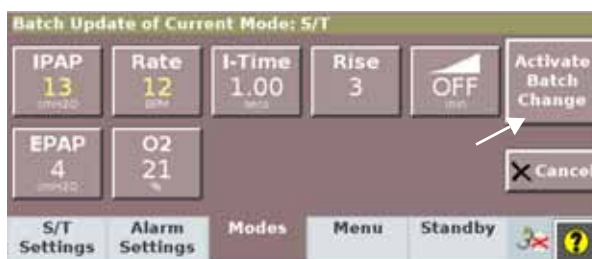 Batch Update of Current Mode: S/T
IPAP
13
cmH2O
Rate
12
BPM
I-Time
1.00
secs
Rise
3
OFF
min
Activate
Batch
Change
EPAP
4
cmH2O
O2
21
%
Cancel
S/T
Settings
Alarm
Settings
Modes
Menu
Standby
?